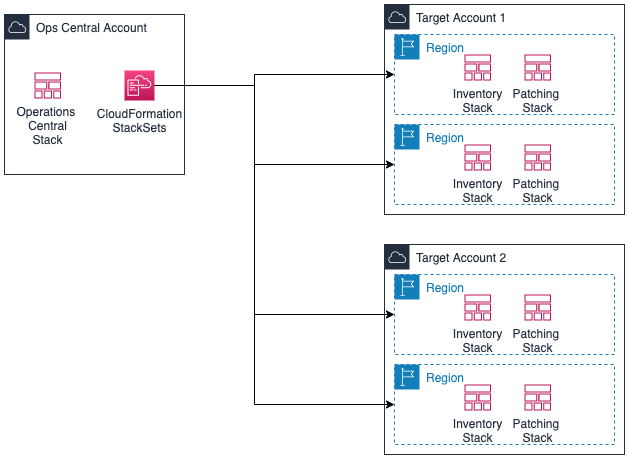 Ops Central Account
Operations
Central
Stack
CloudFormation
StackSets
Target Account 1
Region
Inventory
Stack
Patching
Stack
Region
Inventory
Stack
Patching
Stack
Target Account 2
Region
Inventory
Stack
Patching
Stack
Region
Inventory
Stack
Patching
Stack